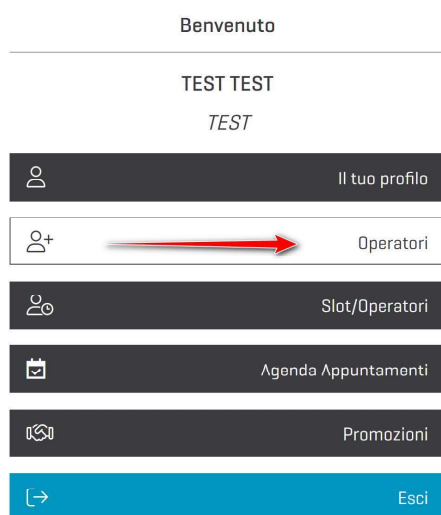 Benvenuto
TEST TEST
TEST
Il tuo profilo
Operatori
Slot/Operatori
Agenda Appuntamenti
Promozioni
Esci